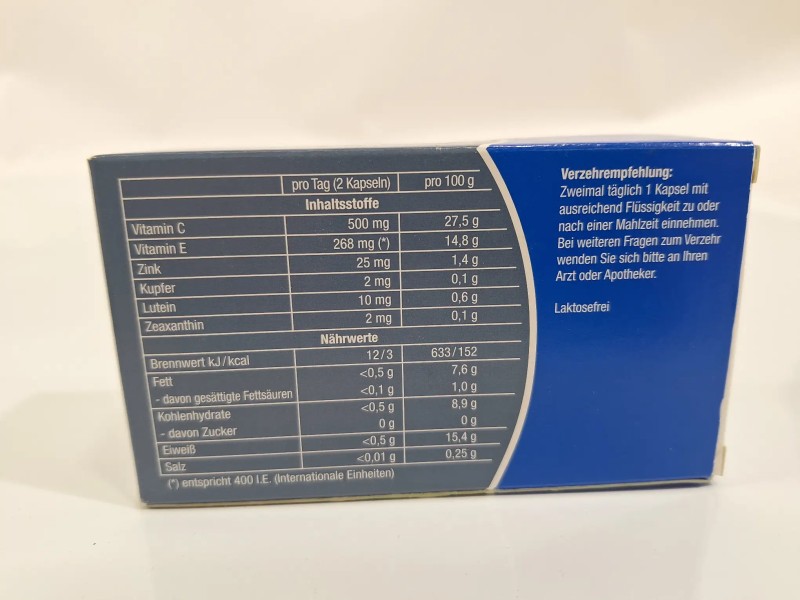 pro Tag (2 Kapseln) pro 100 g
Inhaltsstoffe
Vitamin C 500 mg 27,5 g
Vitamin E 268 mg (*) 14,8 g
Zink 25 mg 1,4 g
Kupfer 2 mg 0,1 g
Lutein 10 mg 0,6 g
Zeaxanthin 2 mg 0,1 g
Nährwerte
Brennwert kJ/kcal 12/3 633/152
Fett <0,5 g 7,6 g
- davon gesättigte Fettsäuren <0,1 g 1,0 g
Kohlenhydrate <0,5 g 8,9 g
- davon Zucker 0 g 0 g
Eiweiß <0,5 g 15,4 g
Salz <0,01 g 0,25 g
(*) entspricht 400 I.E. (Internationale Einheiten)
Verzehrempfehlung:
Zweimal täglich 1 Kapsel mit
ausreichend Flüssigkeit zu oder
nach einer Mahlzeit einnehmen.
Bei weiteren Fragen zum Verzehr
wenden Sie sich bitte an Ihren
Arzt oder Apotheker.
Laktosefrei